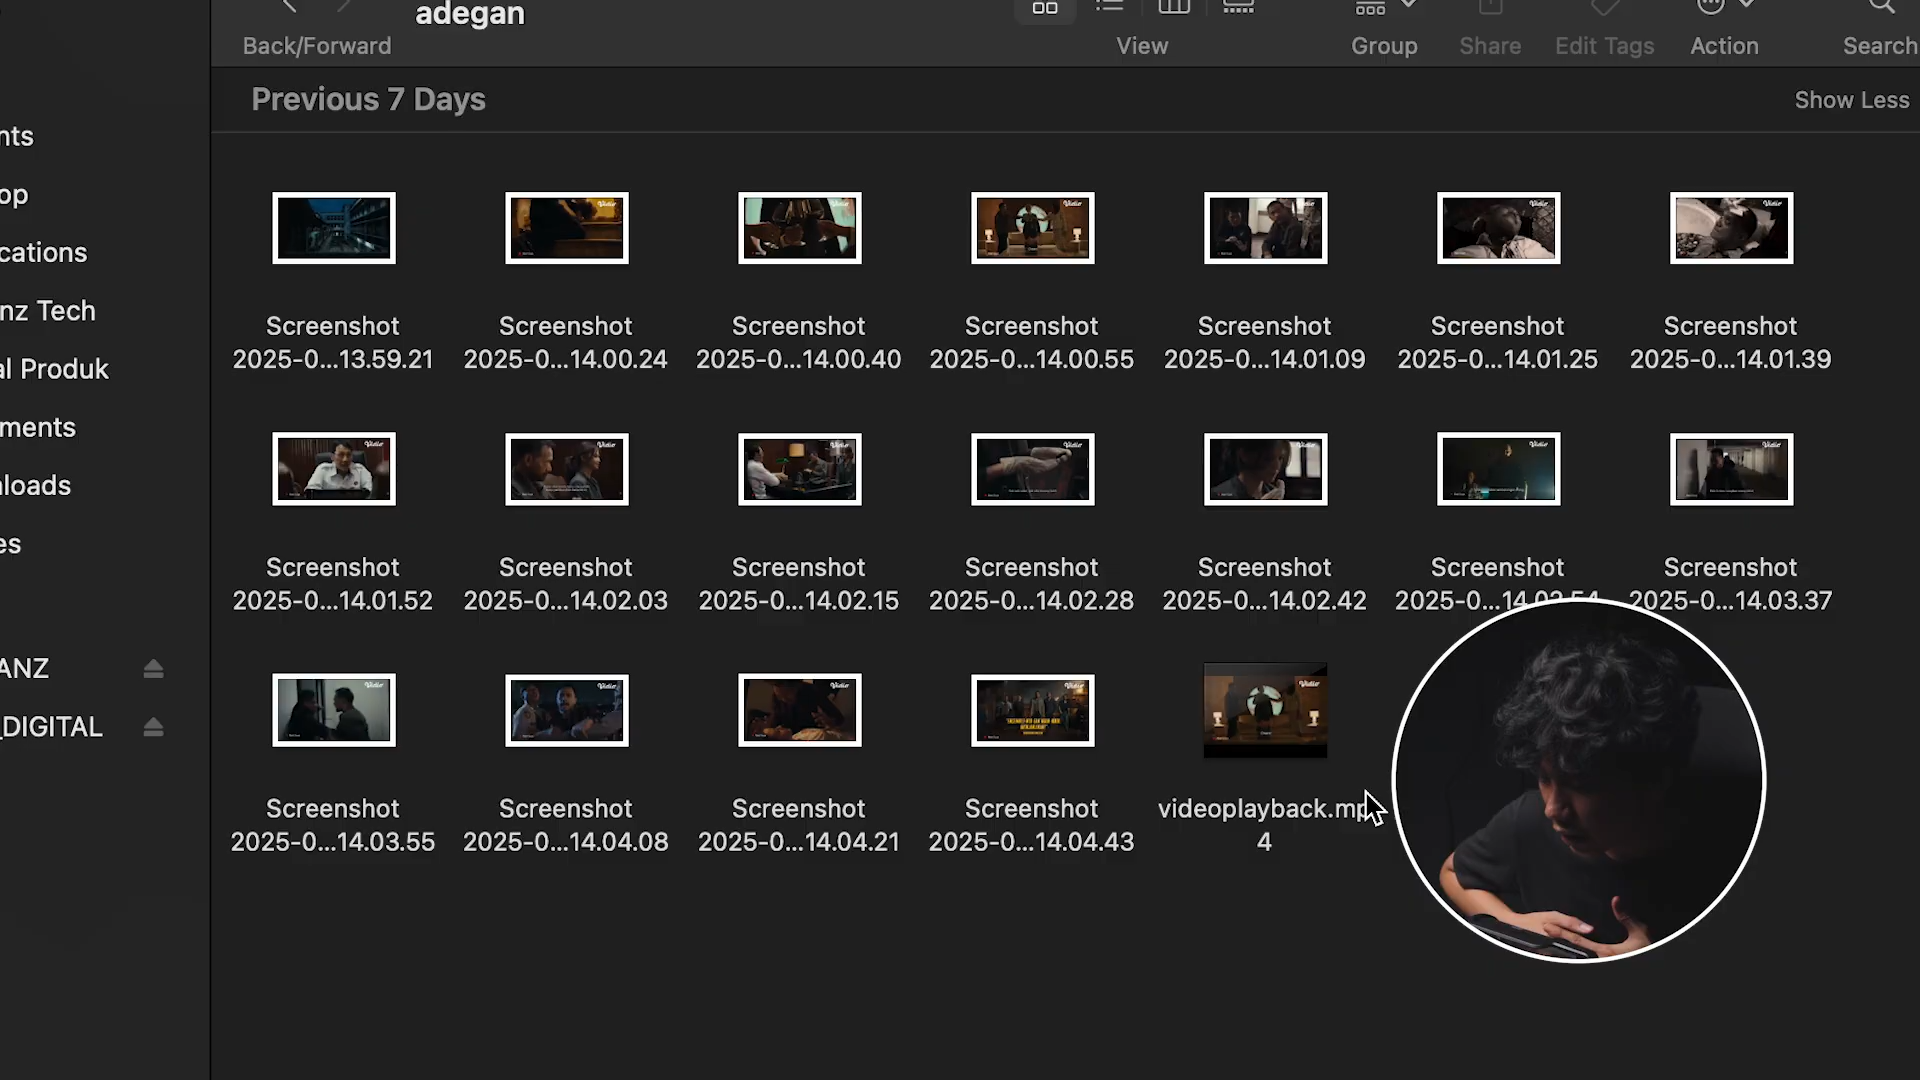 adegan
Back/Forward
View
Group
Share
Edit Tags
Action
Search
Previous 7 Days
Show Less
nts
op
cations
nz Tech
al Produk
ments
loads
es
ANZ
_DIGITAL
Screenshot
2025-0...13.59.21
Screenshot
2025-0...14.00.24
Screenshot
2025-0...14.00.40
Screenshot
2025-0...14.00.55
Screenshot
2025-0...14.01.09
Screenshot
2025-0...14.01.25
Screenshot
2025-0...14.01.39
Screenshot
2025-0...14.01.52
Screenshot
2025-0...14.02.03
Screenshot
2025-0...14.02.15
Screenshot
2025-0...14.02.28
Screenshot
2025-0...14.02.42
Screenshot
2025-0...14.02.54
Screenshot
2025-0...14.03.37
Screenshot
2025-0...14.03.55
Screenshot
2025-0...14.04.08
Screenshot
2025-0...14.04.21
Screenshot
2025-0...14.04.43
videoplayback.mp
4
Vidio